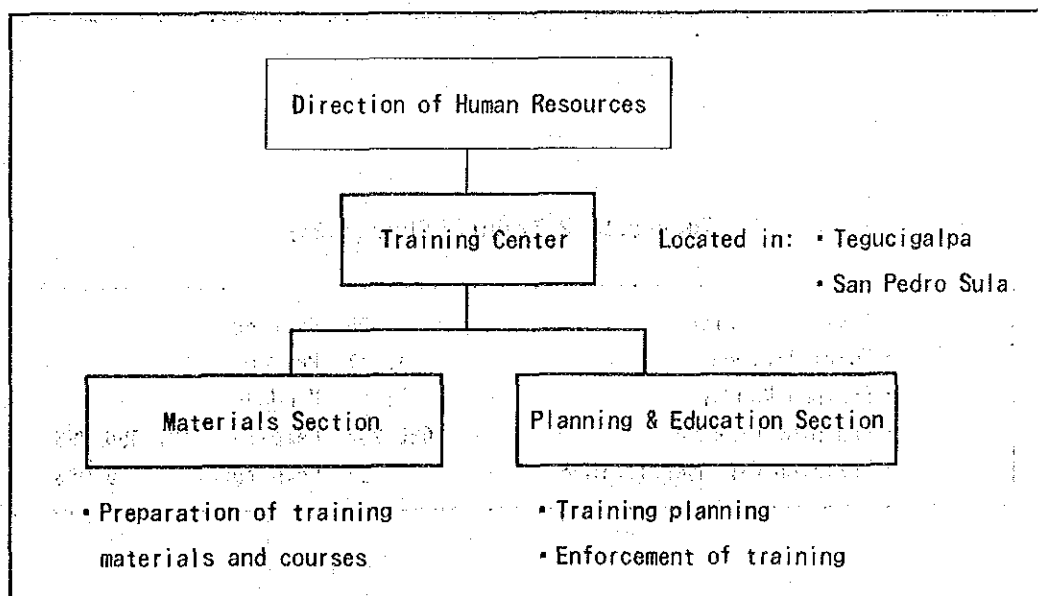 Direction of Human Resources
Training Center
Located in: ・Tegucigalpa
・San Pedro Sula
Materials Section
Planning & Education Section
・Preparation of training
materials and courses
・Training planning
・Enforcement of training